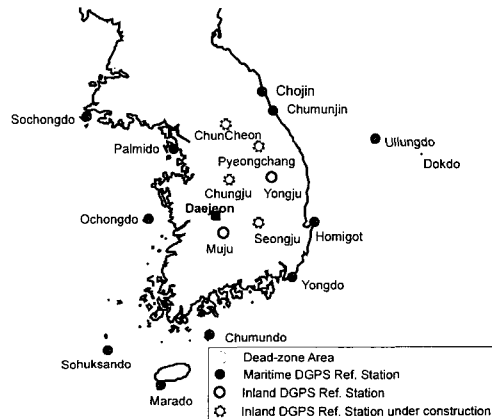 Chojin
Chumunjin
Sochongdo
ChunCheon
Ullungdo
Palmido
Pyeongchang
Dokdo
Chungju
Yongju
Daejeon
Ochongdo
Muju
Seongju
Homigot
Yongdo
Chumundo
Sohuksando
Marado
Dead-zone Area
Maritime DGPS Ref. Station
Inland DGPS Ref. Station
Inland DGPS Ref. Station under construction